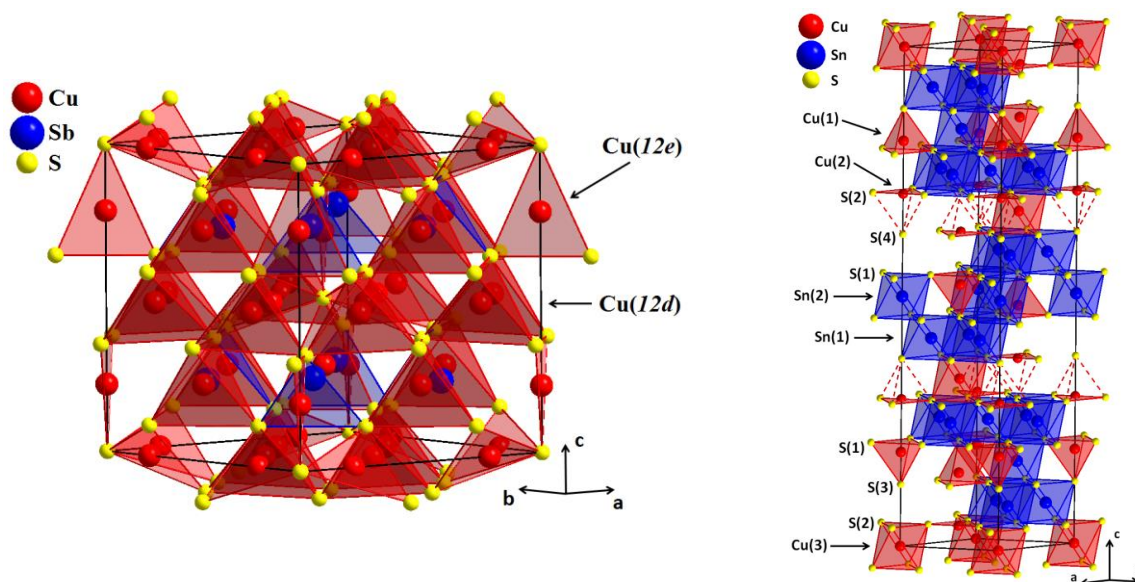 Cu
Sb
S
Cu(12e)
Cu(12d)
c
b
a
Cu
Sn
S
Cu(1)
Cu(2)
S(2)
S(4)
S(1)
Sn(2)
Sn(1)
S(1)
S(3)
S(2)
Cu(3)
c
a